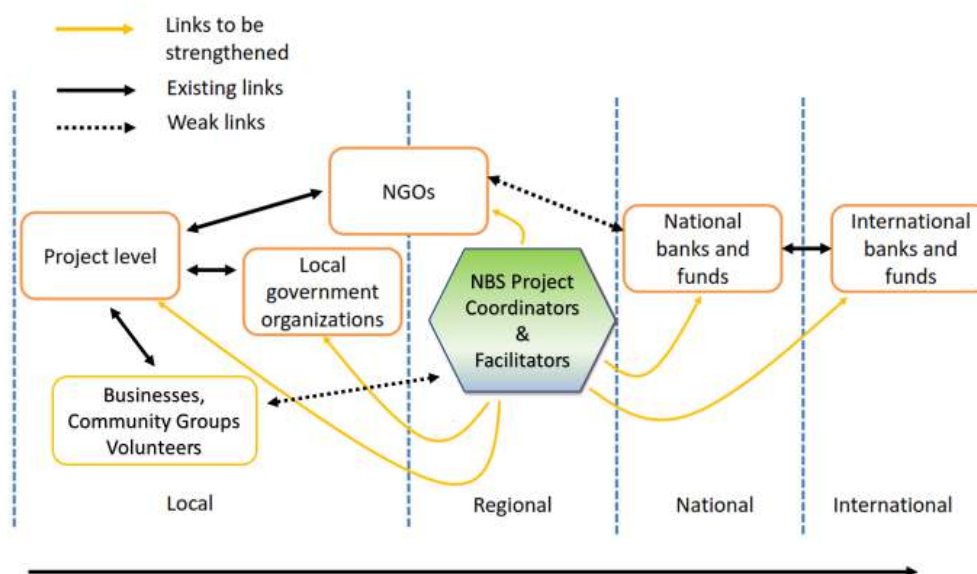 Links to be
strengthened
Existing links
Weak links
NGOs
Project level
Local
government
organizations
National
banks and
funds
International
banks and
funds
NBS Project
Coordinators
&
Facilitators
Businesses,
Community Groups
Volunteers
Local
Regional
National
International